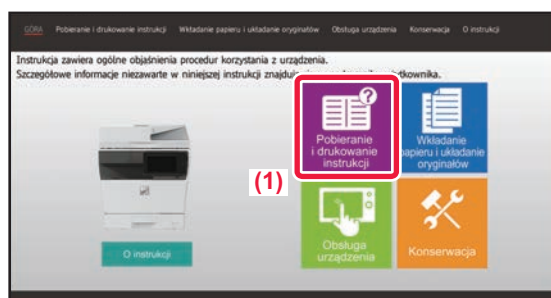 GÓRA Pobieranie i drukowanie instrukcji Wkładanie papieru i układanie oryginałów Obsługa urządzenia Konserwacja O instrukcji
Instrukcja zawiera ogólne objaśnienia procedur korzystania z urządzenia.
Szczegółowe informacje niezawarte w niniejszej instrukcji
Pobieranie
i drukowanie
instrukcji
Wkładanie
papieru i układanie
oryginałów
(1)
O instrukcji
Obsługa
urządzenia
Konserwacja